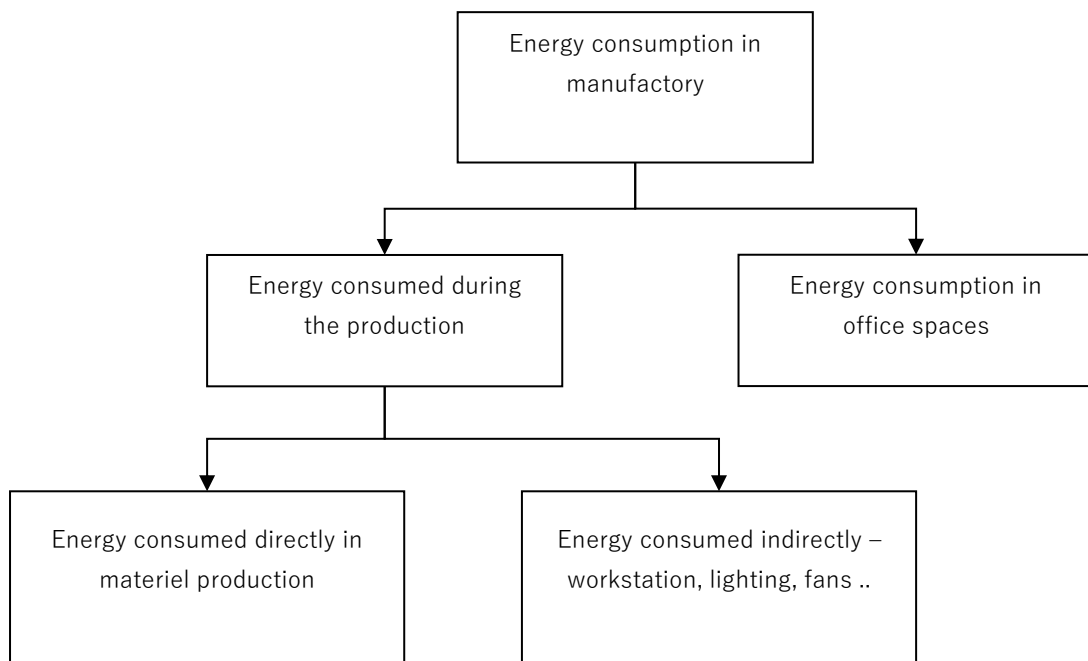 Energy consumption in
manufactory
Energy consumed during
the production
Energy consumption in
office spaces
Energy consumed directly in
materiel production
Energy consumed indirectly –
workstation, lighting, fans ..